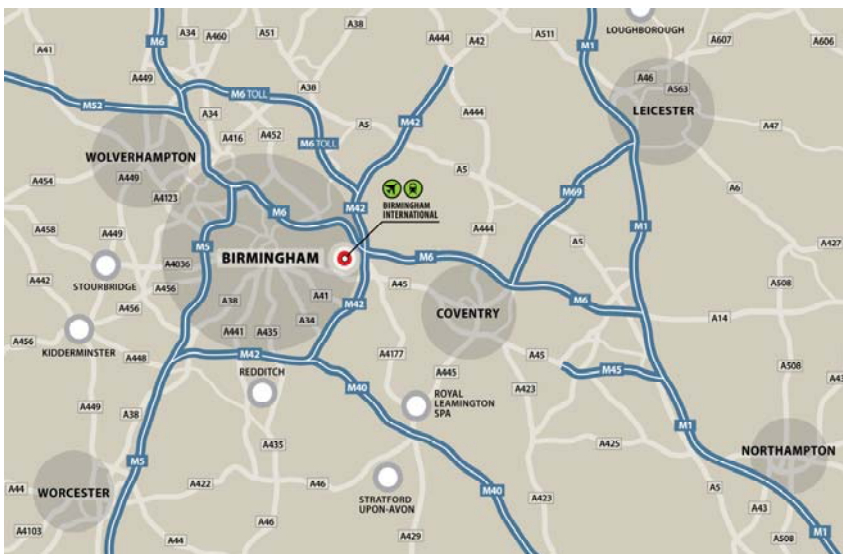 LOUGHBOROUGH
A34
A460
A51
A38
A444
A42
A511
A607
A606
A41
M6
M1
A449
A46
A563
M6 TOLL
A38
M52
LEICESTER
A34
A5
M42
A444
A47
A416
A452
M6 TOLL
WOLVERHAMPTON
A5
A454
A449
A4123
M69
A6
M6
M42
BIRMINGHAM
INTERNATIONAL
A458
A449
A444
M1
A5
A427
M5
BIRMINGHAM
M6
A4036
STOURBRIDGE
A442
A456
A45
A508
A38
A41
M42
M6
A456
COVENTRY
A34
A14
A456
A441
A435
KIDDERMINSTER
A448
M42
A4177
A45
A508
REDDITCH
A445
M45
M40
A423
A43
A449
A38
ROYAL
LEAMINGTON
SPA
M1
A435
A425
NORTHAMPTON
M5
WORCESTER
A44
A422
A46
STRATFORD
UPON-AVON
M40
A423
A5
A43
A4103
A44
A46
A429
A508
M1